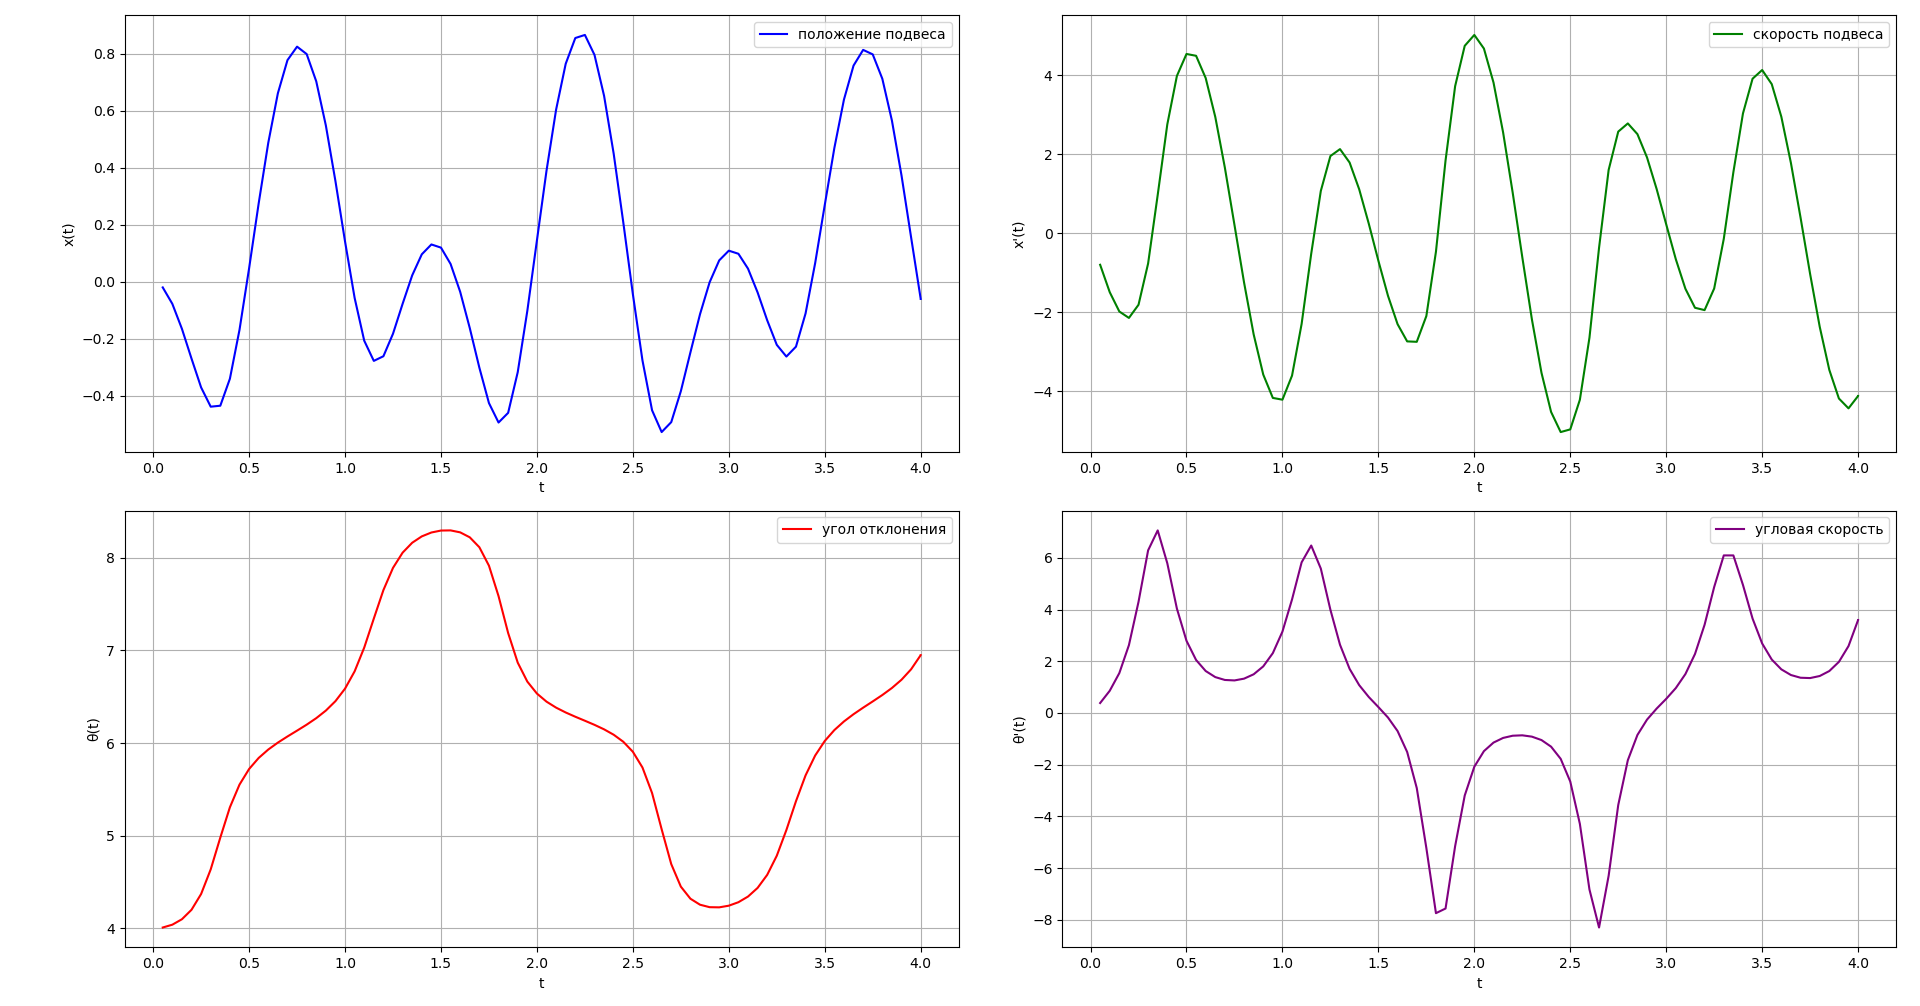 положение подвеса
x(t)
0.8
0.6
0.4
0.2
0.0
−0.2
−0.4
0.0 0.5 1.0 1.5 2.0 2.5 3.0 3.5 4.0
t
скорость подвеса
x'(t)
4
2
0
−2
−4
0.0 0.5 1.0 1.5 2.0 2.5 3.0 3.5 4.0
t
угол отклонения
θ(t)
8
7
6
5
4
0.0 0.5 1.0 1.5 2.0 2.5 3.0 3.5 4.0
t
угловая скорость
θ'(t)
6
4
2
0
−2
−4
−6
−8
0.0 0.5 1.0 1.5 2.0 2.5 3.0 3.5 4.0
t